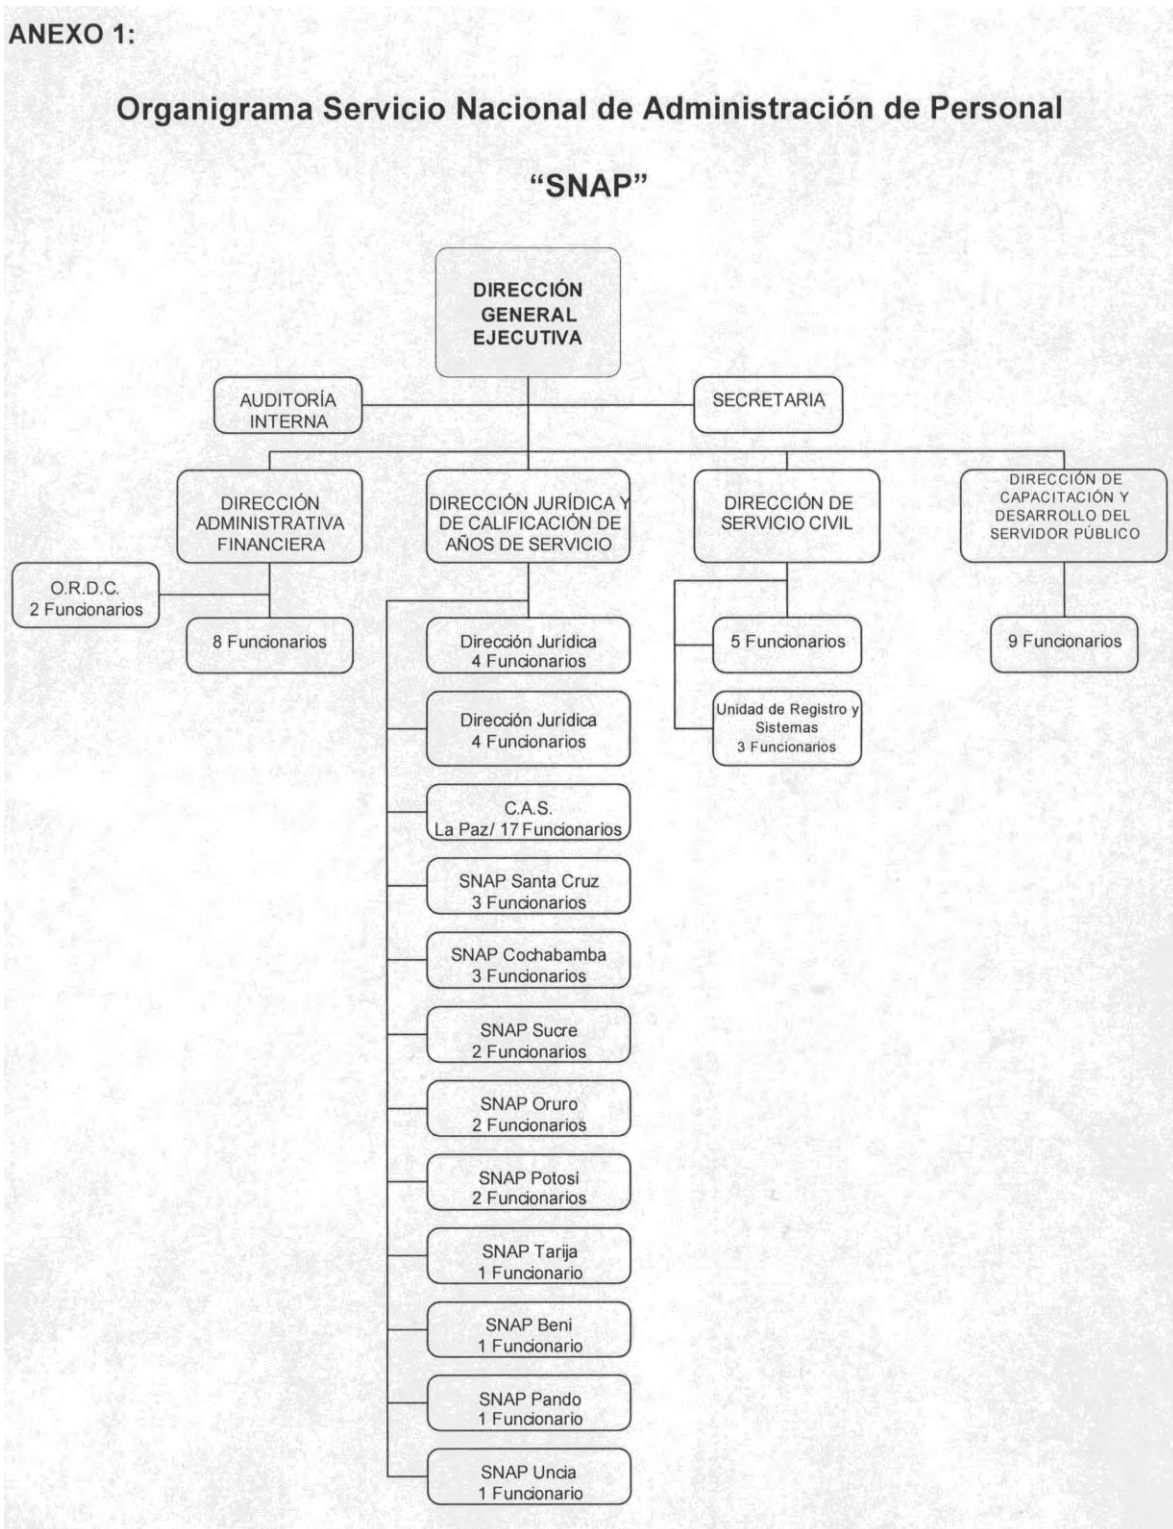 ANEXO 1:
Organigrama Servicio Nacional de Administración de Personal
“SNAP”
DIRECCIÓN
GENERAL
EJECUTIVA
AUDITORÍA
INTERNA
SECRETARIA
DIRECCIÓN
ADMINISTRATIVA
FINANCIERA
DIRECCIÓN JURÍDICA Y
DE CALIFICACIÓN DE
AÑOS DE SERVICIO
DIRECCIÓN DE
SERVICIO CIVIL
DIRECCIÓN DE
CAPACITACIÓN Y
DESARROLLO DEL
SERVIDOR PÚBLICO
O.R.D.C.
2 Funcionarios
8 Funcionarios
Dirección Jurídica
4 Funcionarios
5 Funcionarios
9 Funcionarios
Dirección Jurídica
4 Funcionarios
Unidad de Registro y
Sistemas
3 Funcionarios
C.A.S.
La Paz/ 17 Funcionarios
SNAP Santa Cruz
3 Funcionarios
SNAP Cochabamba
3 Funcionarios
SNAP Sucre
2 Funcionarios
SNAP Oruro
2 Funcionarios
SNAP Potosí
2 Funcionarios
SNAP Tarija
1 Funcionario
SNAP Beni
1 Funcionario
SNAP Pando
1 Funcionario
SNAP Uncia
1 Funcionario